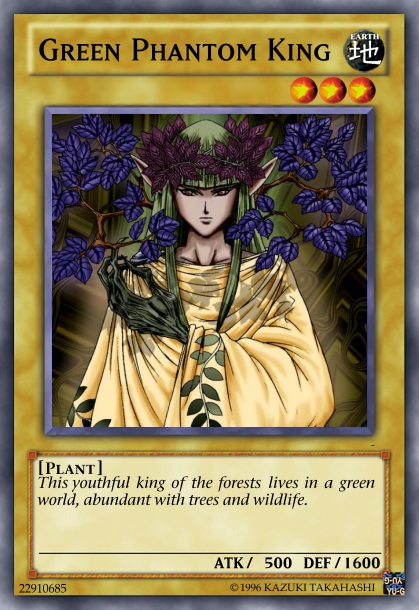 GREEN PHANTOM KING
EARTH
地
[PLANT]
This youthful king of the forests lives in a green
world, abundant with trees and wildlife.
ATK / 500 DEF / 1600
22910685
©1996 KAZUKI TAKAHASHI